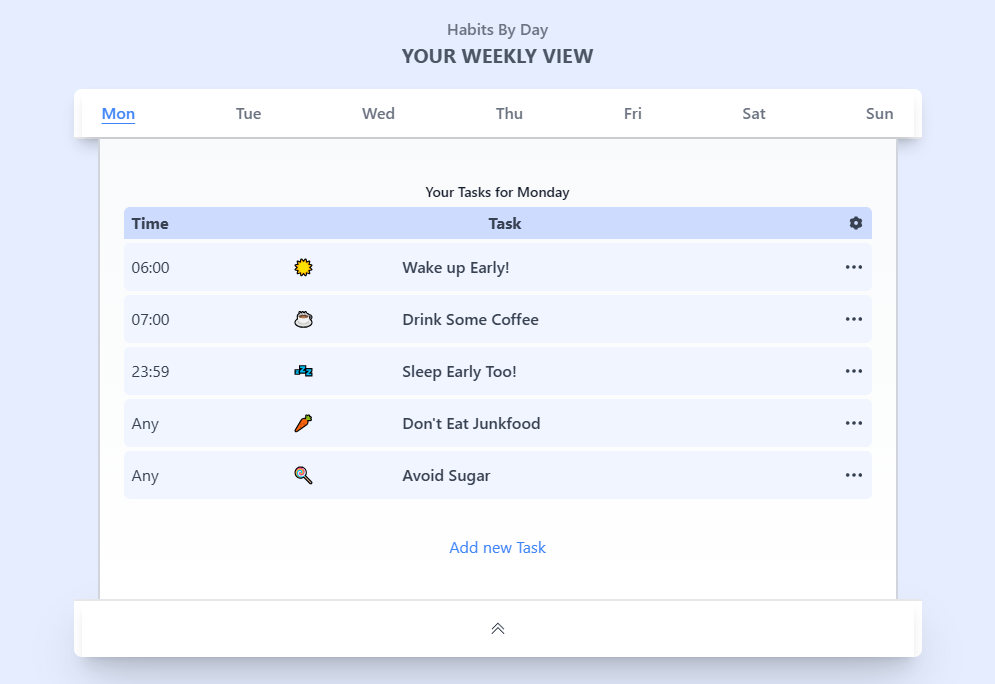 Habits By Day
YOUR WEEKLY VIEW
Mon Tue Wed Thu Fri Sat Sun
Your Tasks for Monday
Time Task
06:00 Wake up Early!
07:00 Drink Some Coffee
23:59 Sleep Early Too!
Any Don't Eat Junkfood
Any Avoid Sugar
Add new Task